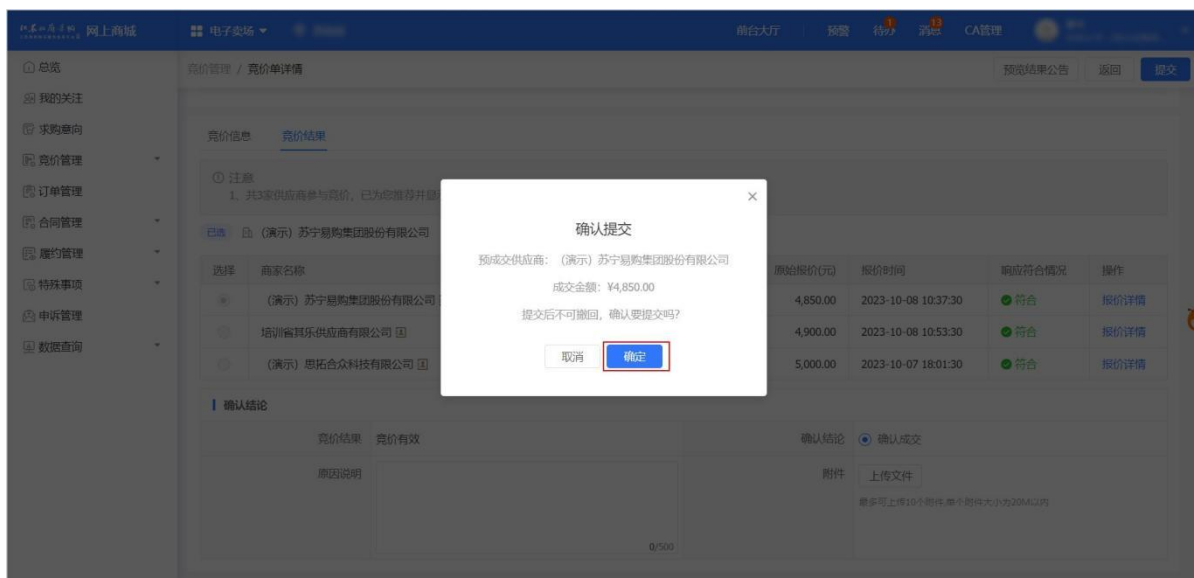 网上商城
电子卖场
前台大厅
预警
待办
1
消息
13
CA管理
总览
我的关注
求购意向
竞价管理
订单管理
合同管理
履约管理
特殊事项
申诉管理
数据查询
竞价管理 / 竞价单详情
预览结果公告
返回
提交
竞价信息
竞价结果
注意
1、共3家供应商参与竞价，已为您推荐并
已选 （演示）苏宁易购集团股份有限公司
选择 商家名称 原始报价(元) 报价时间 响应符合情况 操作
（演示）苏宁易购集团股份有限公司 4,850.00 2023-10-08 10:37:30 符合 报价详情
培训省其乐供应商有限公司 4,900.00 2023-10-08 10:53:30 符合 报价详情
（演示）思拓合众科技有限公司 5,000.00 2023-10-07 18:01:30 符合 报价详情
确认提交
预成交供应商：（演示）苏宁易购集团股份有限公司
成交金额：¥4,850.00
提交后不可撤回，确认要提交吗?
取消
确定
确认结论
竞价结果 竞价有效
确认结论 确认成交
原因说明
0/500
附件 上传文件
最多可上传10个附件,单个附件大小为20M以内